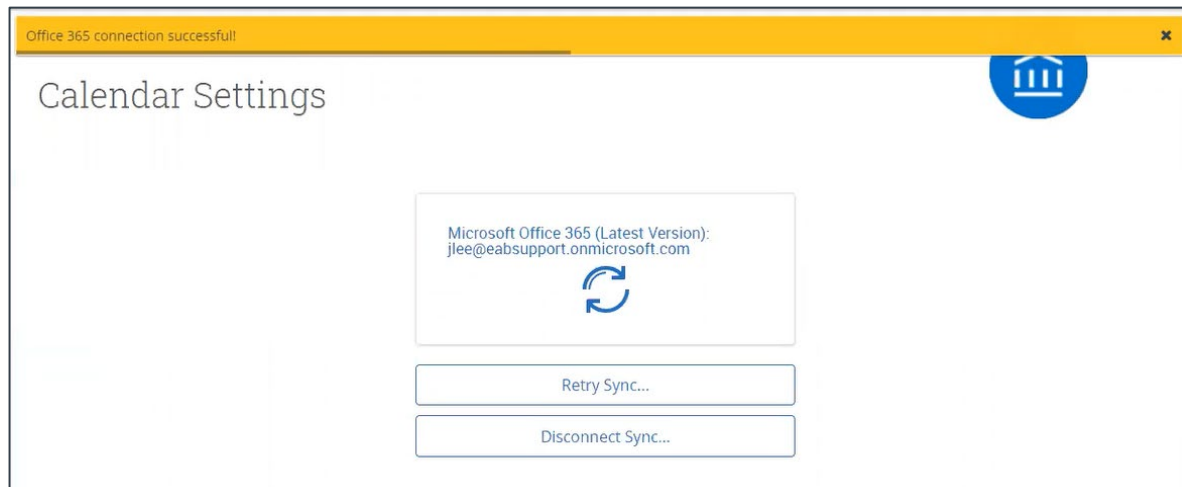 Office 365 connection successful!
Calendar Settings
Microsoft Office 365 (Latest Version):
jlee@eabsupport.onmicrosoft.com
Retry Sync...
Disconnect Sync...